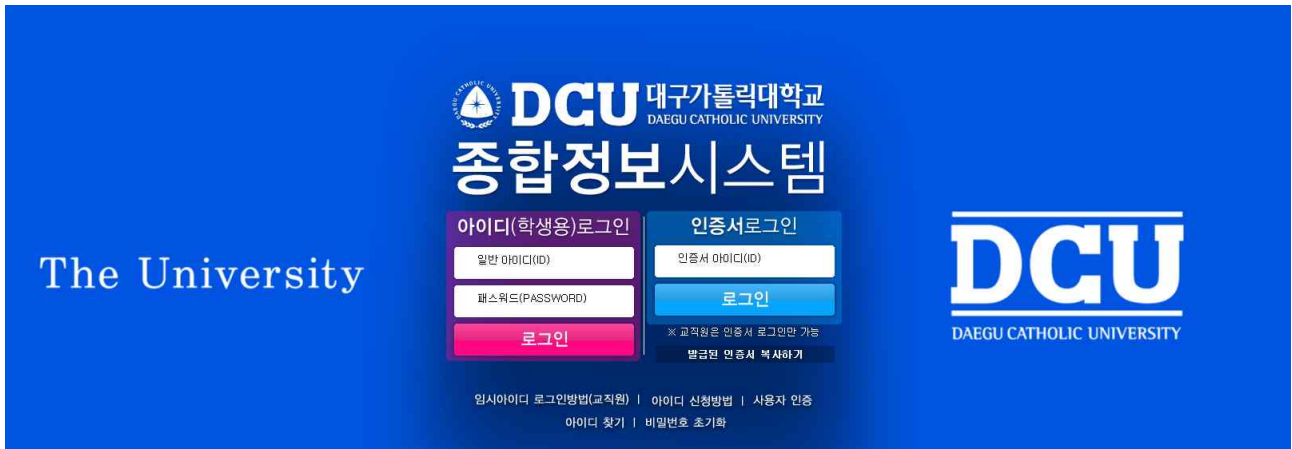 The University
DCU 대구가톨릭대학교
DAEGU CATHOLIC UNIVERSITY
종합정보시스템
아이디(학생용)로그인
일반 아이디(ID)
패스워드(PASSWORD)
로그인
인증서로그인
인증서 아이디(ID)
로그인
※ 교직원은 인증서 로그인만 가능
발급된 인증서 복사하기
임시아이디 로그인방법(교직원) | 아이디 신청방법 | 사용자 인증
아이디 찾기 | 비밀번호 초기화
DCU
DAEGU CATHOLIC UNIVERSITY